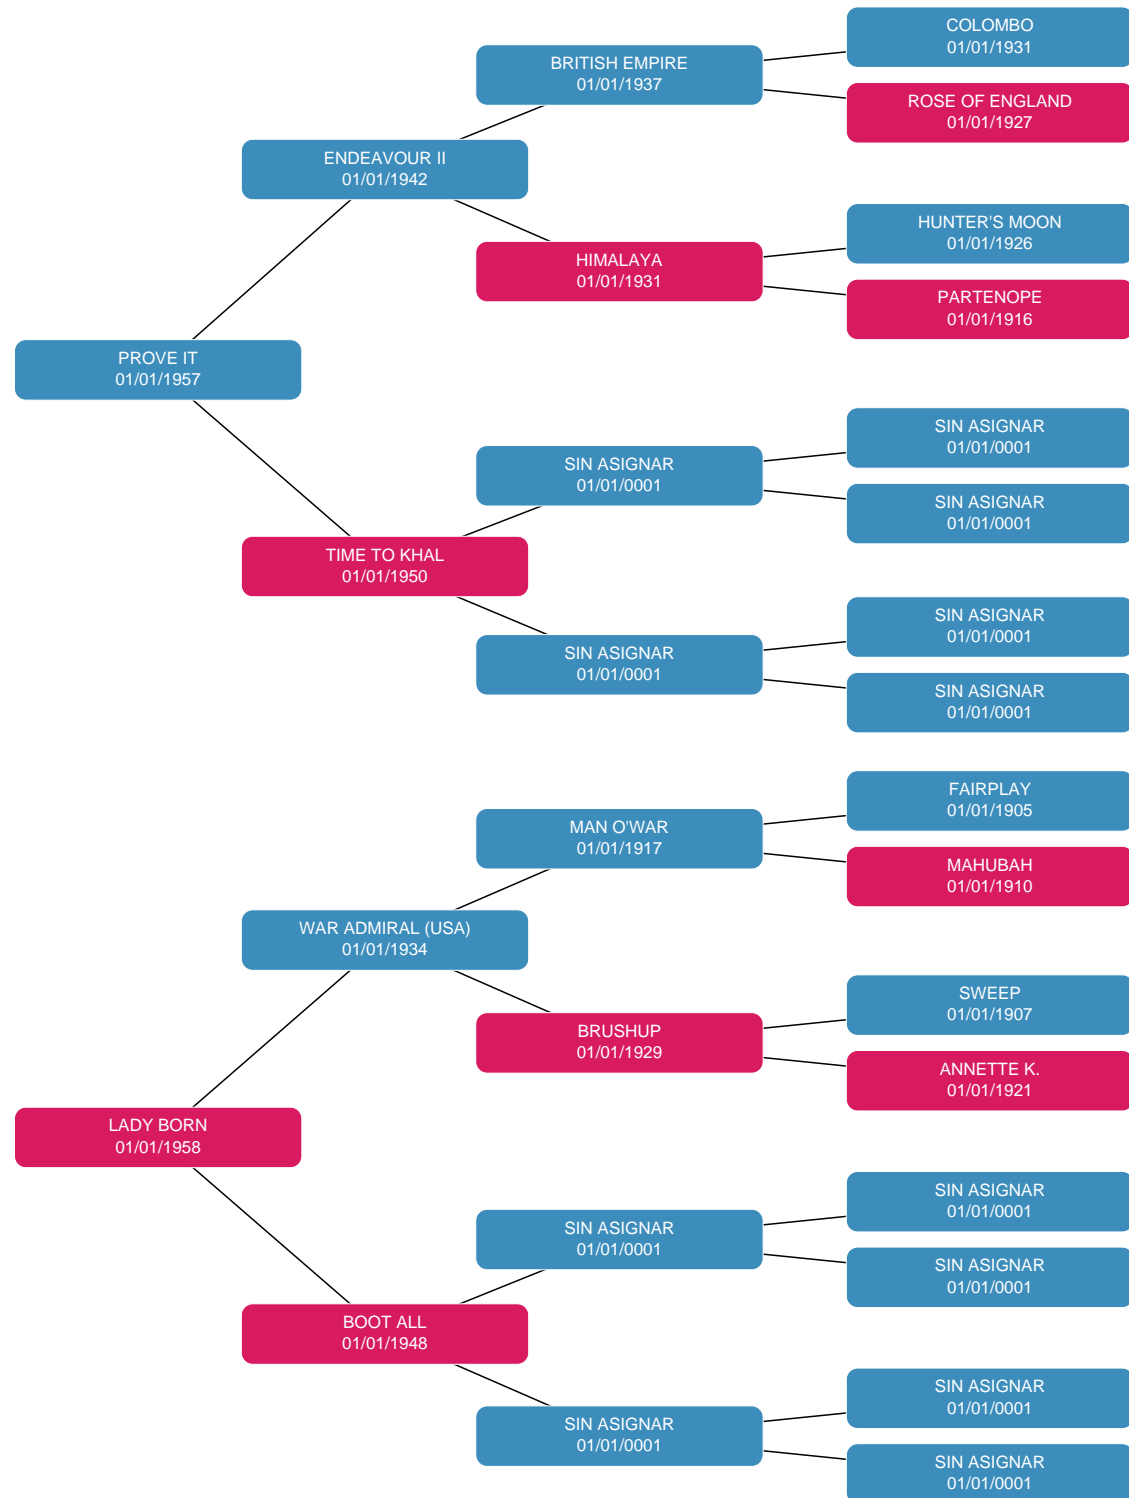 COLOMBO
01/01/1931
BRITISH EMPIRE
01/01/1937
ROSE OF ENGLAND
01/01/1927
ENDEAVOUR II
01/01/1942
HUNTER'S MOON
01/01/1926
HIMALAYA
01/01/1931
PARTENOPE
01/01/1916
PROVE IT
01/01/1957
SIN ASIGNAR
01/01/0001
SIN ASIGNAR
01/01/0001
SIN ASIGNAR
01/01/0001
TIME TO KHAL
01/01/1950
SIN ASIGNAR
01/01/0001
SIN ASIGNAR
01/01/0001
SIN ASIGNAR
01/01/0001
FAIRPLAY
01/01/1905
MAN O'WAR
01/01/1917
MAHUBAH
01/01/1910
WAR ADMIRAL (USA)
01/01/1934
SWEEP
01/01/1907
BRUSHUP
01/01/1929
ANNETTE K.
01/01/1921
LADY BORN
01/01/1958
SIN ASIGNAR
01/01/0001
SIN ASIGNAR
01/01/0001
SIN ASIGNAR
01/01/0001
BOOT ALL
01/01/1948
SIN ASIGNAR
01/01/0001
SIN ASIGNAR
01/01/0001
SIN ASIGNAR
01/01/0001